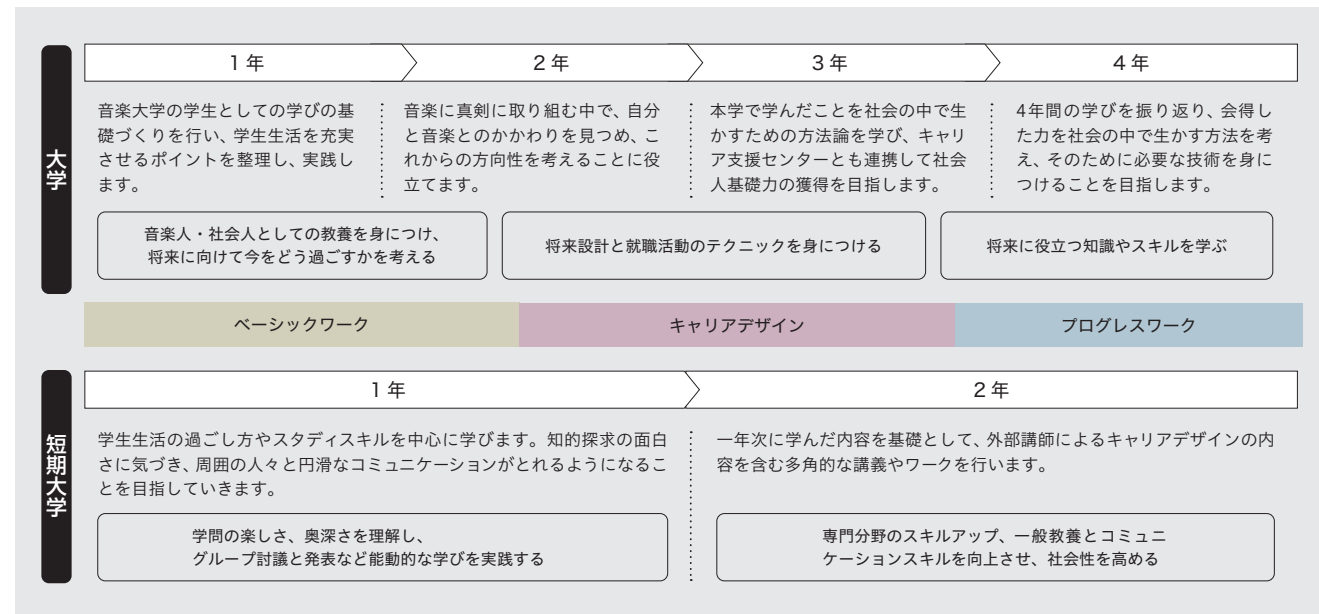 大学
1年
2年
3年
4年
音楽大学の学生としての学びの基
礎づくりを行い、学生生活を充実
させるポイントを整理し、実践し
ます。
音楽に真剣に取り組む中で、自分
と音楽とのかかわりを見つめ、こ
れからの方向性を考えることに役
立てます。
本学で学んだことを社会の中で生
かすための方法論を学び、キャリ
ア支援センターとも連携して社会
人基礎力の獲得を目指します。
4年間の学びを振り返り、会得し
た力を社会の中で生かす方法を考
え、そのために必要な技術を身に
つけることを目指します。
音楽人・社会人としての教養を身につけ、
将来に向けて今をどう過ごすかを考える
将来設計と就職活動のテクニックを身につける
将来に役立つ知識やスキルを学ぶ
ベーシックワーク
キャリアデザイン
プログレスワーク
短期大学
1年
2年
学生生活の過ごし方やスタディスキルを中心に学びます。知的探求の面白
さに気づき、周囲の人々と円滑なコミュニケーションがとれるようになるこ
とを目指していきます。
一年次に学んだ内容を基礎として、外部講師によるキャリアデザインの内
容を含む多角的な講義やワークを行います。
学問の楽しさ、奥深さを理解し、
グループ討議と発表など能動的な学びを実践する
専門分野のスキルアップ、一般教養とコミュニ
ケーションスキルを向上させ、社会性を高める